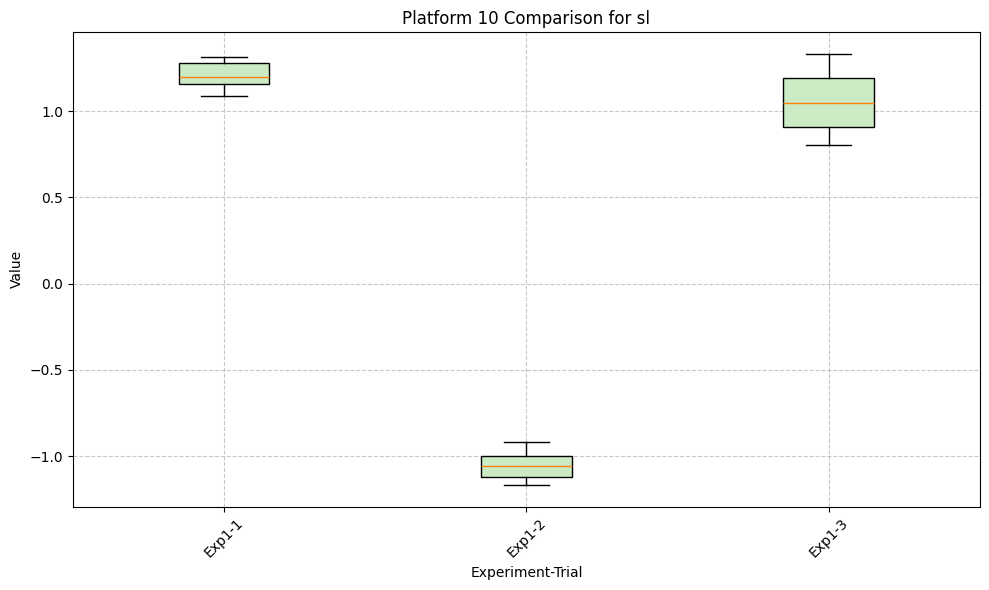 Platform 10 Comparison for sl
Value
1.0
0.5
0.0
−0.5
−1.0
Exp1-1
Exp1-2
Exp1-3
Experiment-Trial